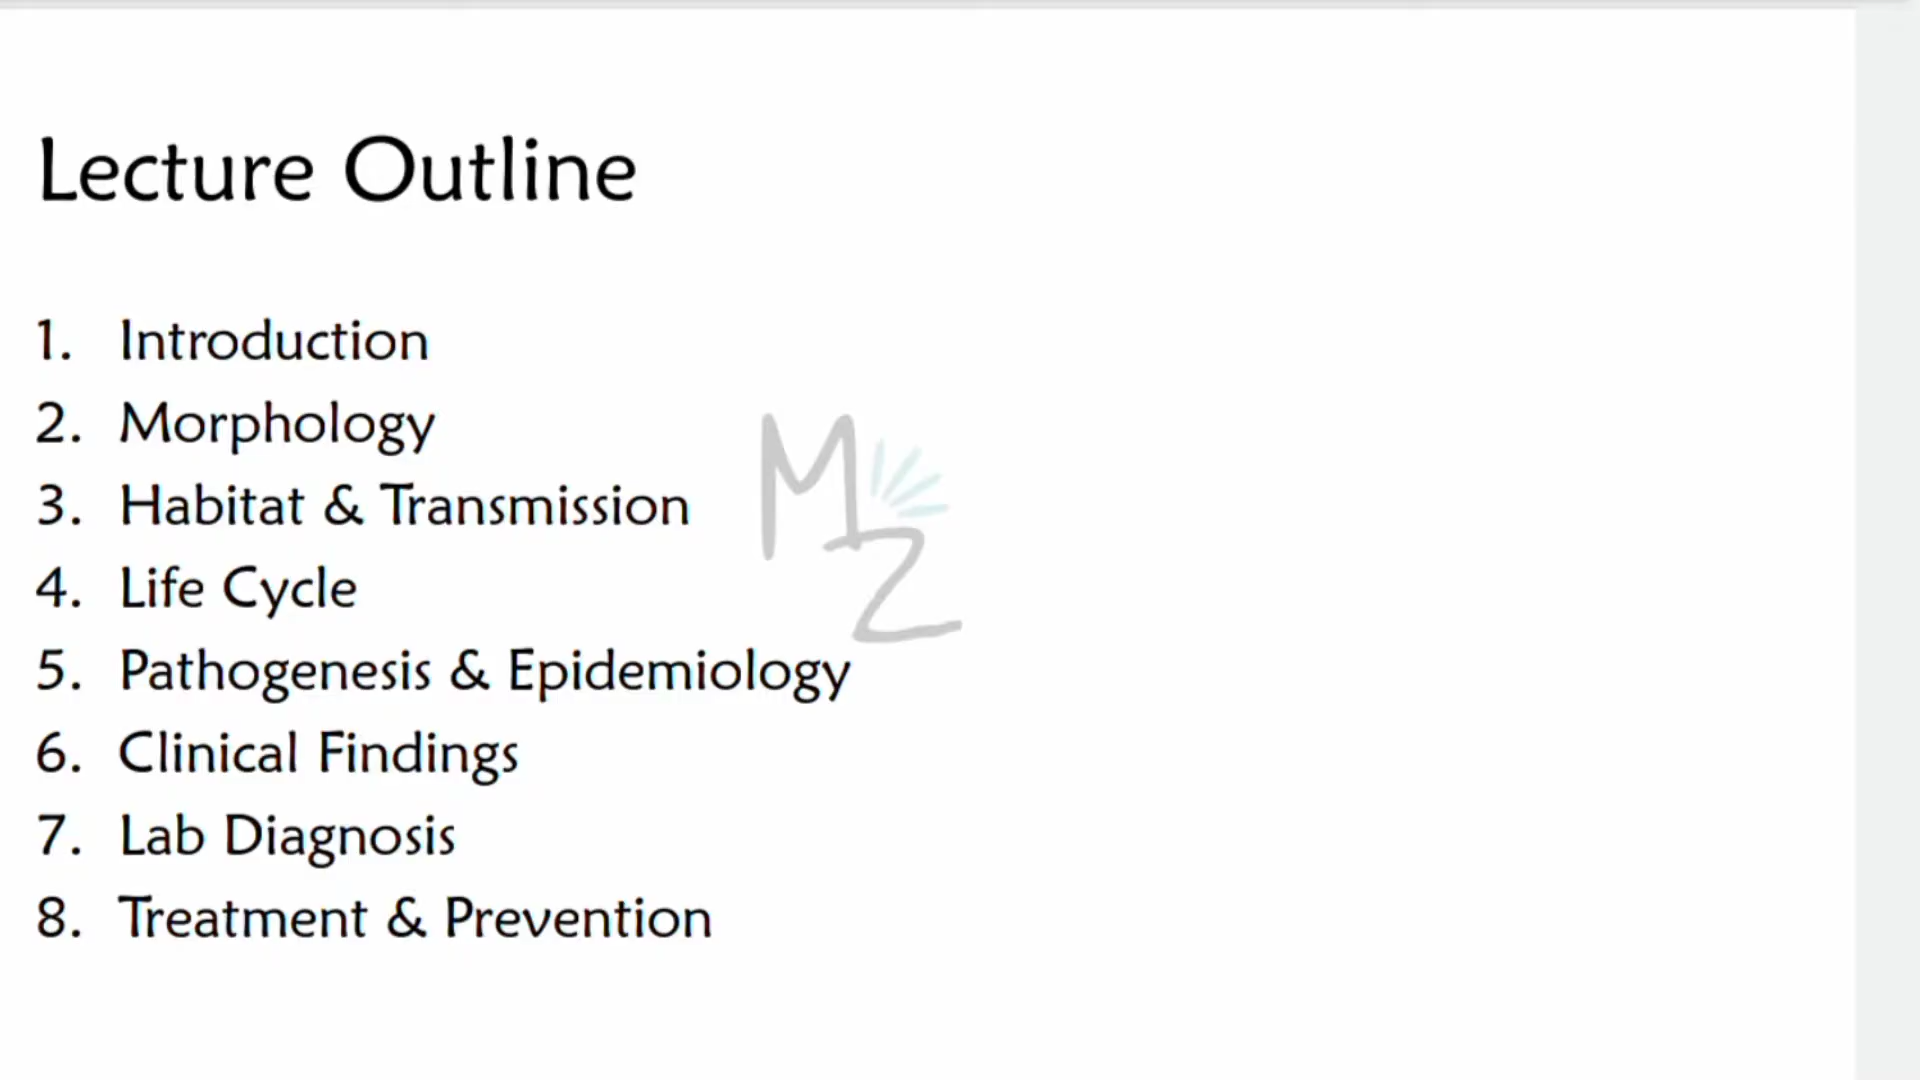 Lecture Outline
1. Introduction
2. Morphology
3. Habitat & Transmission
4. Life Cycle
5. Pathogenesis & Epidemiology
6. Clinical Findings
7. Lab Diagnosis
8. Treatment & Prevention
MZ